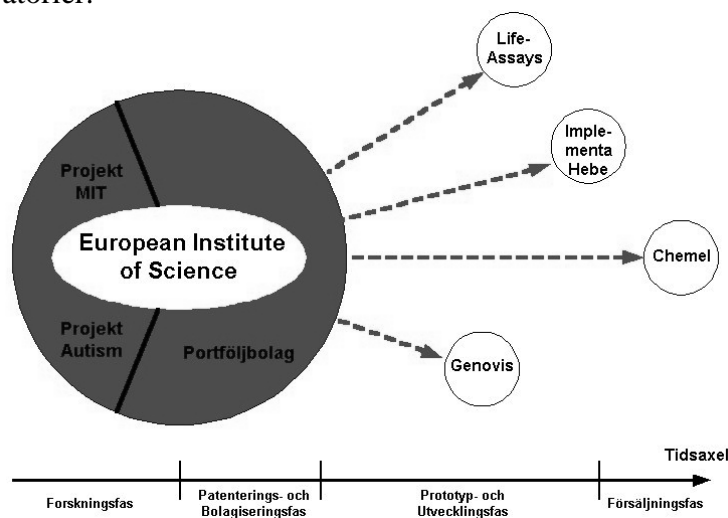 Life-
Assays
Imple-
menta
Hebe
Projekt
MIT
European Institute
of Science
Chemel
Projekt
Autism
Portföljbolag
Genovis
Tidsaxel
Forskningsfas
Patenterings- och
Bolagiseringsfas
Prototyp- och
Utvecklingsfas
Försäljningsfas